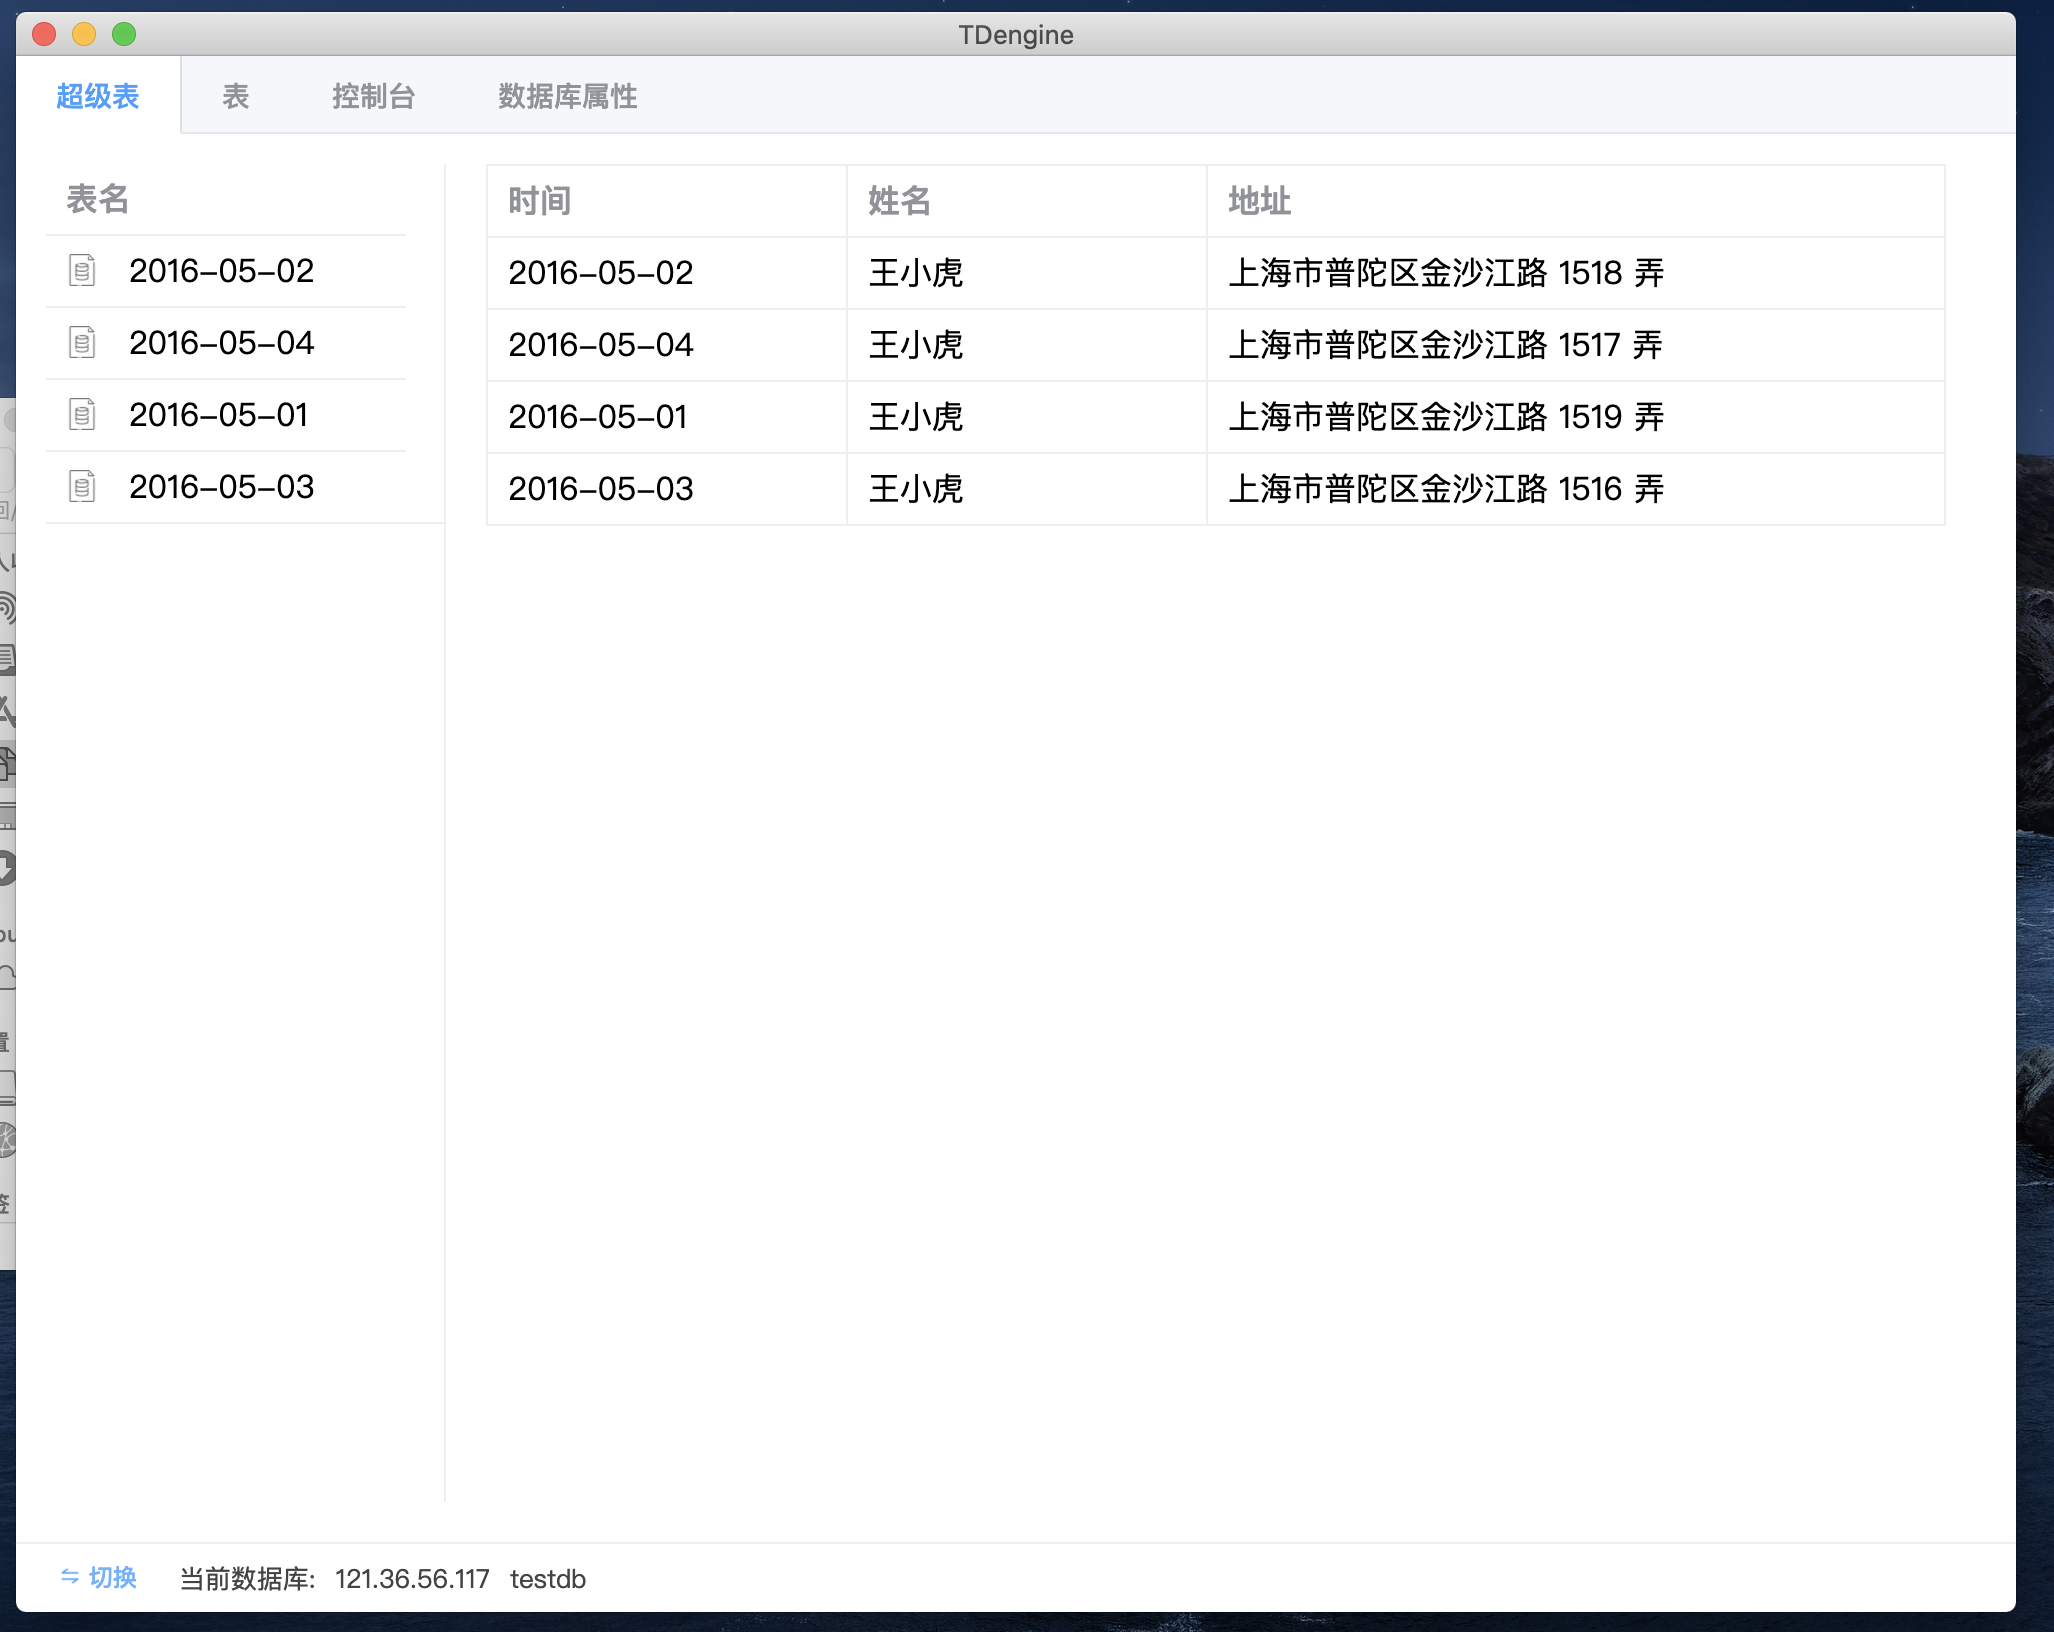 TDengine
超级表 表 控制台 数据库属性
表名
2016-05-02
2016-05-04
2016-05-01
2016-05-03
时间 姓名 地址
2016-05-02 王小虎 上海市普陀区金沙江路 1518 弄
2016-05-04 王小虎 上海市普陀区金沙江路 1517 弄
2016-05-01 王小虎 上海市普陀区金沙江路 1519 弄
2016-05-03 王小虎 上海市普陀区金沙江路 1516 弄
切换 当前数据库: 121.36.56.117 testdb